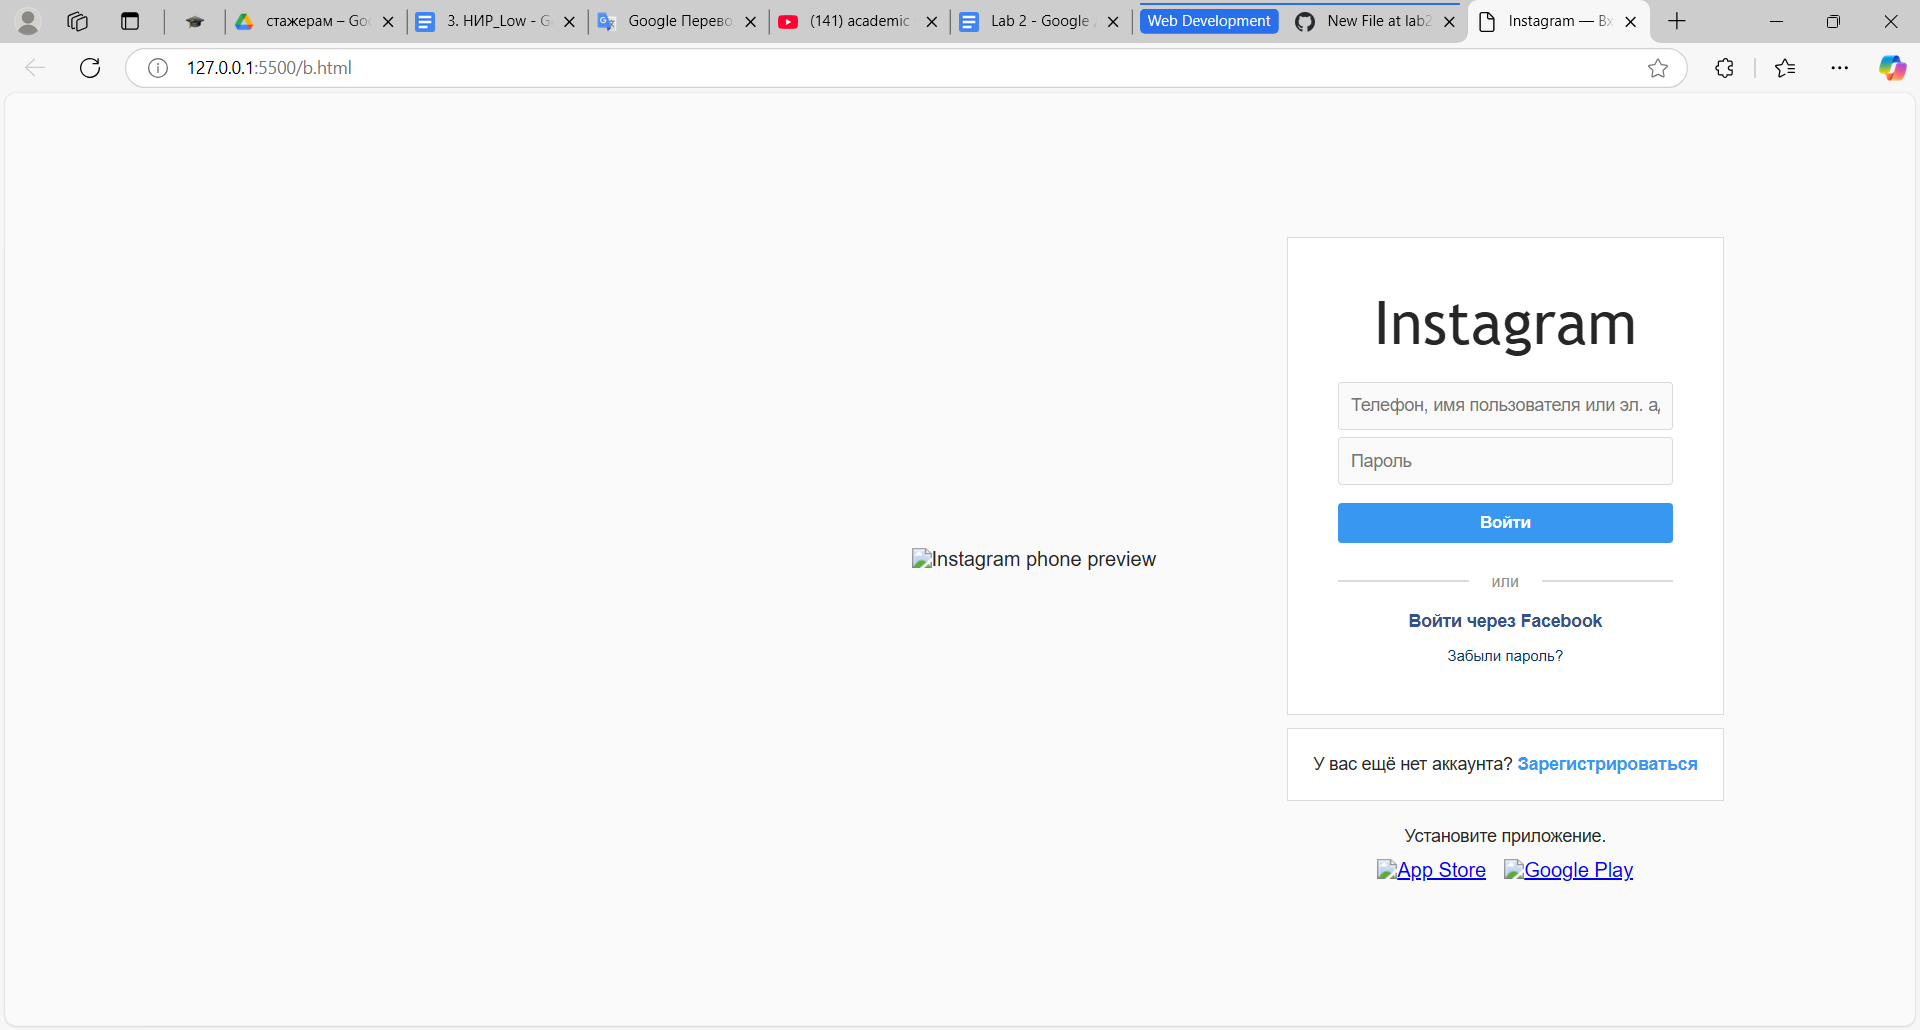 стажерам – Goo
3. НИР_Low - G
Google Перево
(141) academic
Lab 2 - Google
Web Development
New File at lab2
Instagram — Вх
127.0.0.1:5500/b.html
Instagram
Телефон, имя пользователя или эл. ад
Пароль
Войти
или
Войти через Facebook
Забыли пароль?
Instagram phone preview
У вас ещё нет аккаунта? Зарегистрироваться
Установите приложение.
App Store Google Play